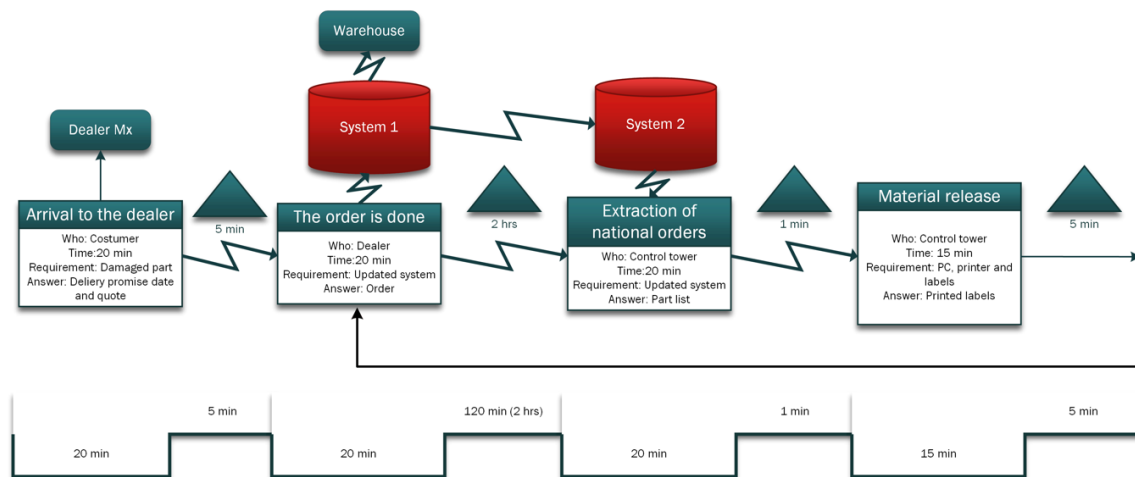 Warehouse
System 1
System 2
Dealer Mx
Arrival to the dealer
Who: Costumer
Time:20 min
Requirement: Damaged part
Answer: Deliery promise date
and quote
5 min
The order is done
Who: Dealer
Time:20 min
Requirement: Updated system
Answer: Order
2 hrs
Extraction of
national orders
Who: Control tower
Time:20 min
Requirement: Updated system
Answer: Part list
1 min
Material release
Who: Control tower
Time: 15 min
Requirement: PC, printer and
labels
Answer: Printed labels
5 min
5 min
120 min (2 hrs)
1 min
5 min
20 min
20 min
20 min
15 min